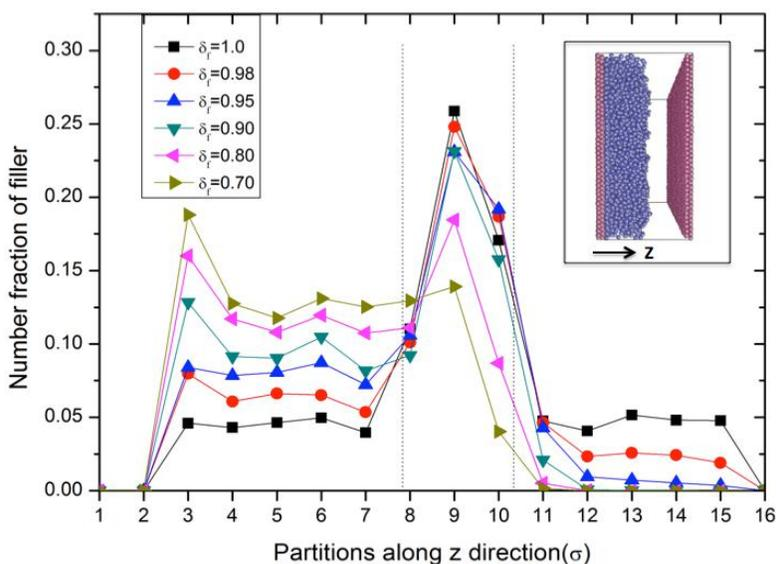 0.30
0.25
0.20
0.15
0.10
0.05
0.00
Number fraction of filler
δf=1.0
δf=0.98
δf=0.95
δf=0.90
δf=0.80
δf=0.70
z
1 2 3 4 5 6 7 8 9 10 11 12 13 14 15 16
Partitions along z direction(σ)